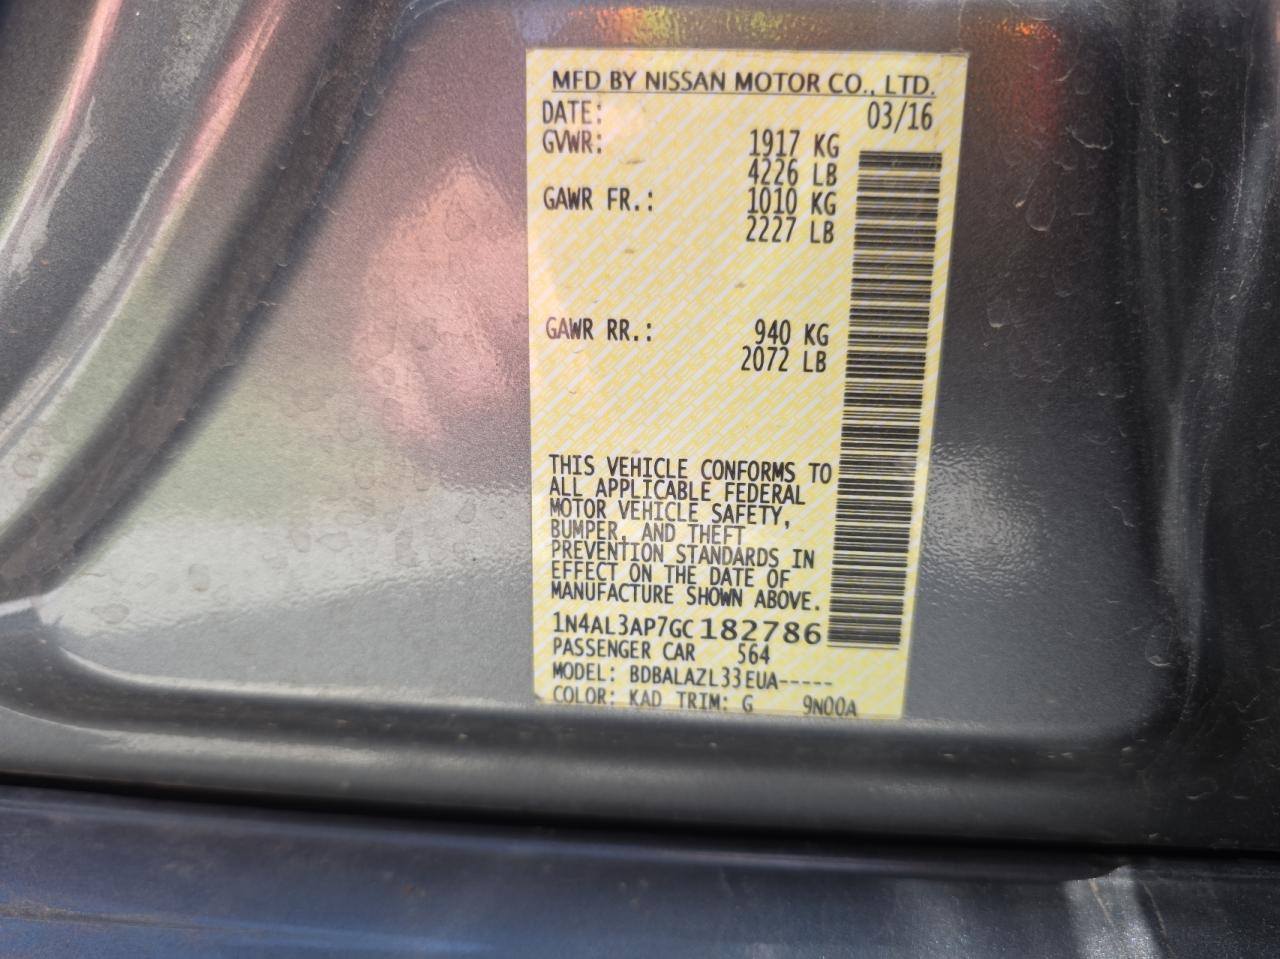 MFD BY NISSAN MOTOR CO., LTD.
DATE: 03/16
GVWR: 1917 KG
4226 LB
GAWR FR.: 1010 KG
2227 LB
GAWR RR.: 940 KG
2072 LB
THIS VEHICLE CONFORMS TO
ALL APPLICABLE FEDERAL
MOTOR VEHICLE SAFETY,
BUMPER, AND THEFT
PREVENTION STANDARDS IN
EFFECT ON THE DATE OF
MANUFACTURE SHOWN ABOVE.
1N4AL3AP7GC182786
PASSENGER CAR 564
MODEL: BDBALAZL33EUA-----
COLOR: KAD TRIM: G 9N00A